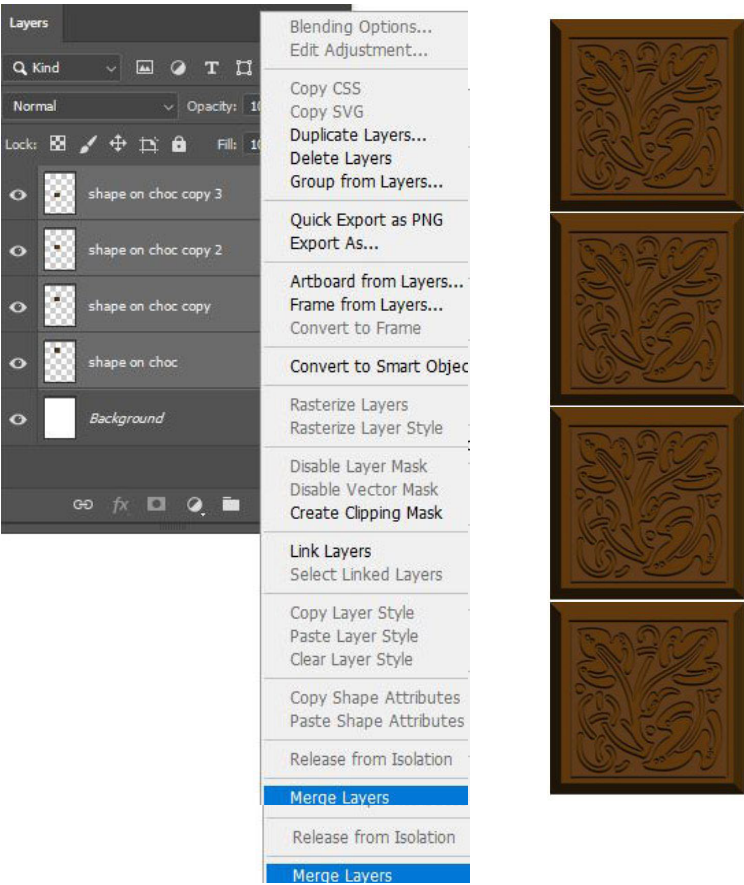 Layers
Kind
Normal Opacity: 10
Lock: Fill: 10
shape on choc copy 3
shape on choc copy 2
shape on choc copy
shape on choc
Background
fx
Blending Options...
Edit Adjustment...
Copy CSS
Copy SVG
Duplicate Layers...
Delete Layers
Group from Layers...
Quick Export as PNG
Export As...
Artboard from Layers...
Frame from Layers...
Convert to Frame
Convert to Smart Objec
Rasterize Layers
Rasterize Layer Style
Disable Layer Mask
Disable Vector Mask
Create Clipping Mask
Link Layers
Select Linked Layers
Copy Layer Style
Paste Layer Style
Clear Layer Style
Copy Shape Attributes
Paste Shape Attributes
Release from Isolation
Merge Layers
Release from Isolation
Merge Layers